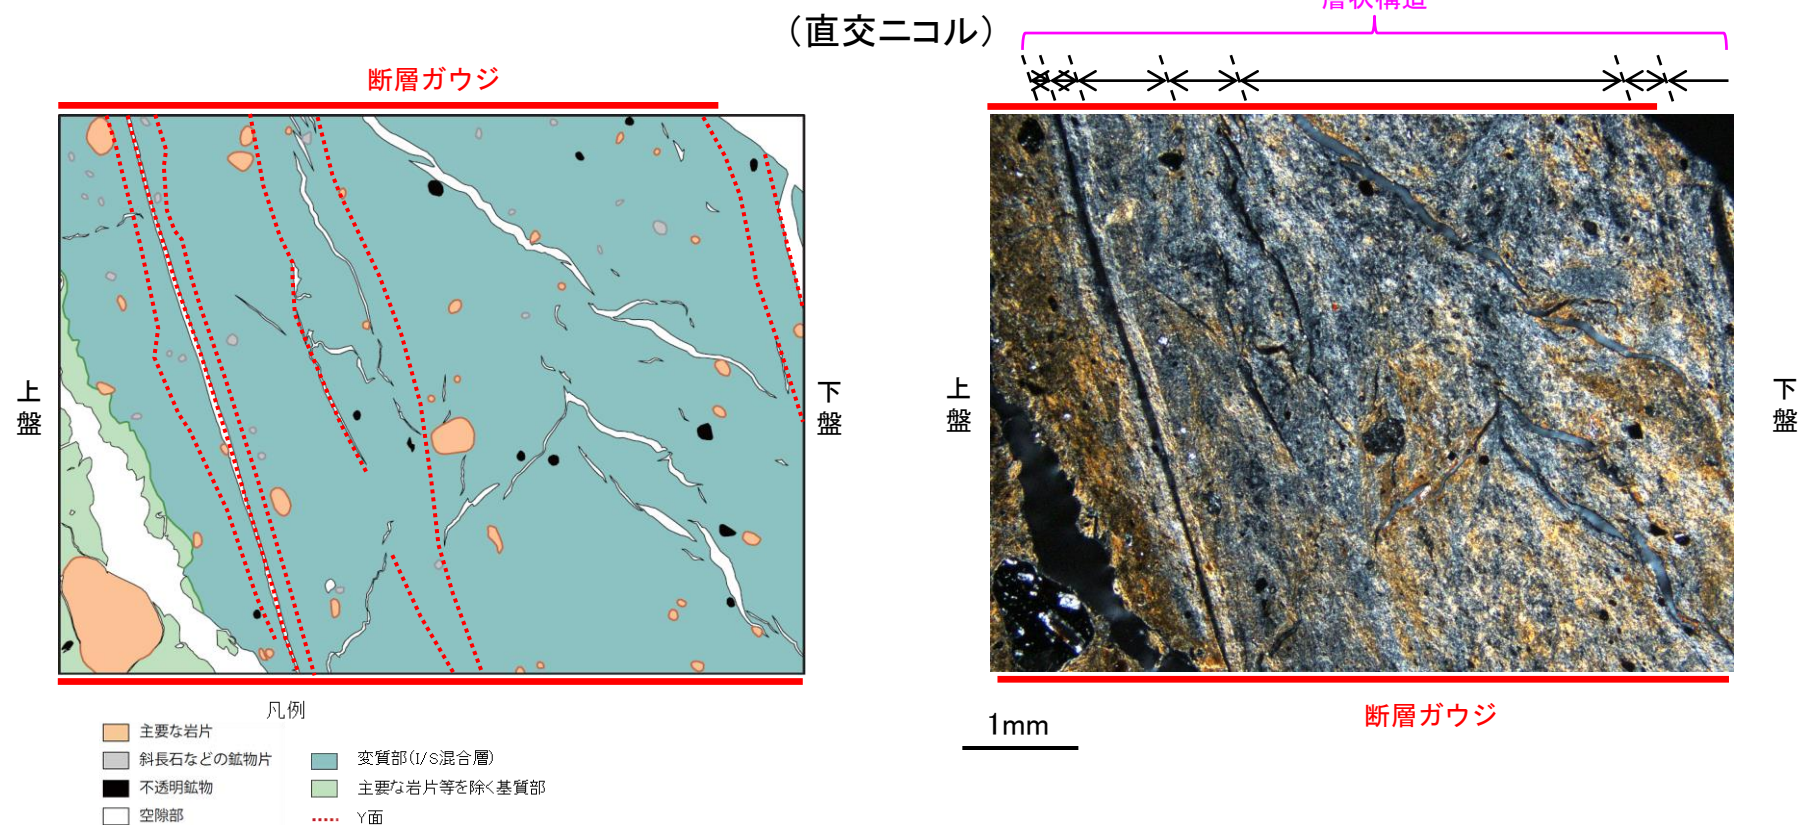 層状構造
(直交ニコル)
断層ガウジ
上盤
下盤
上盤
下盤
凡例
主要な岩片
斜長石などの鉱物片
不透明鉱物
空隙部
変質部(I/S混合層)
主要な岩片等を除く基質部
Y面
1mm
断層ガウジ